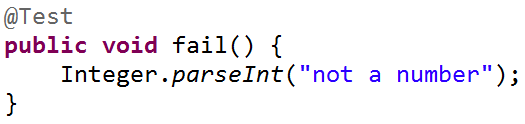 @Test
public void fail() {
    Integer.parseInt("not a number");
}